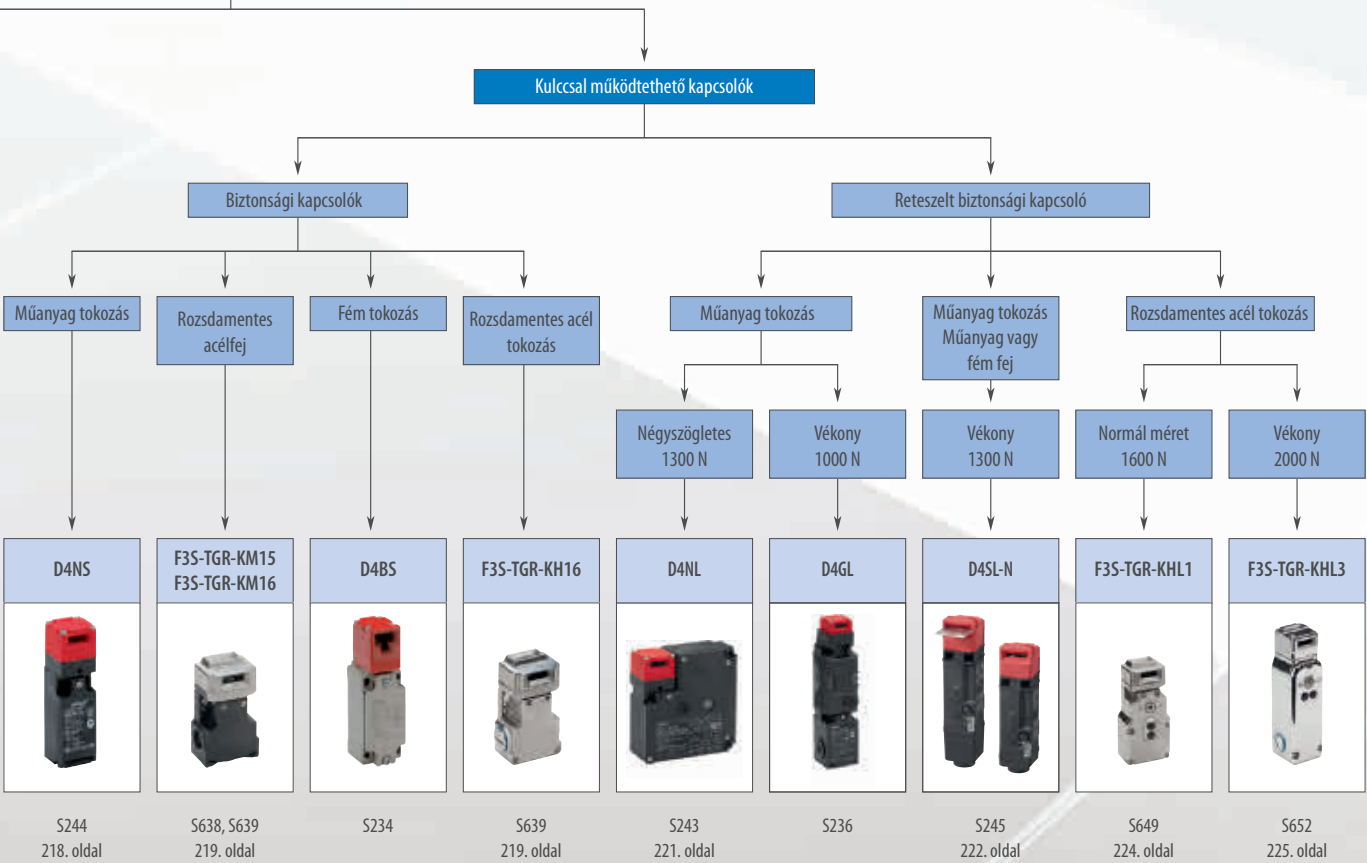 Kulccsal működtethető kapcsolók
Biztonsági kapcsolók
Reteszelt biztonsági kapcsoló
Műanyag tokozás
Rozsdamentes
acélfej
Fém tokozás
Rozsdamentes acél
tokozás
Műanyag tokozás
Műanyag tokozás
Műanyag vagy
fém fej
Rozsdamentes acél tokozás
Négyszögletes
1300 N
Vékony
1000 N
Vékony
1300 N
Normál méret
1600 N
Vékony
2000 N
D4NS
F3S-TGR-KM15
F3S-TGR-KM16
D4BS
F3S-TGR-KH16
D4NL
D4GL
D4SL-N
F3S-TGR-KHL1
F3S-TGR-KHL3
S244
218. oldal
S638, S639
219. oldal
S234
S639
219. oldal
S243
221. oldal
S236
S245
222. oldal
S649
224. oldal
S652
225. oldal